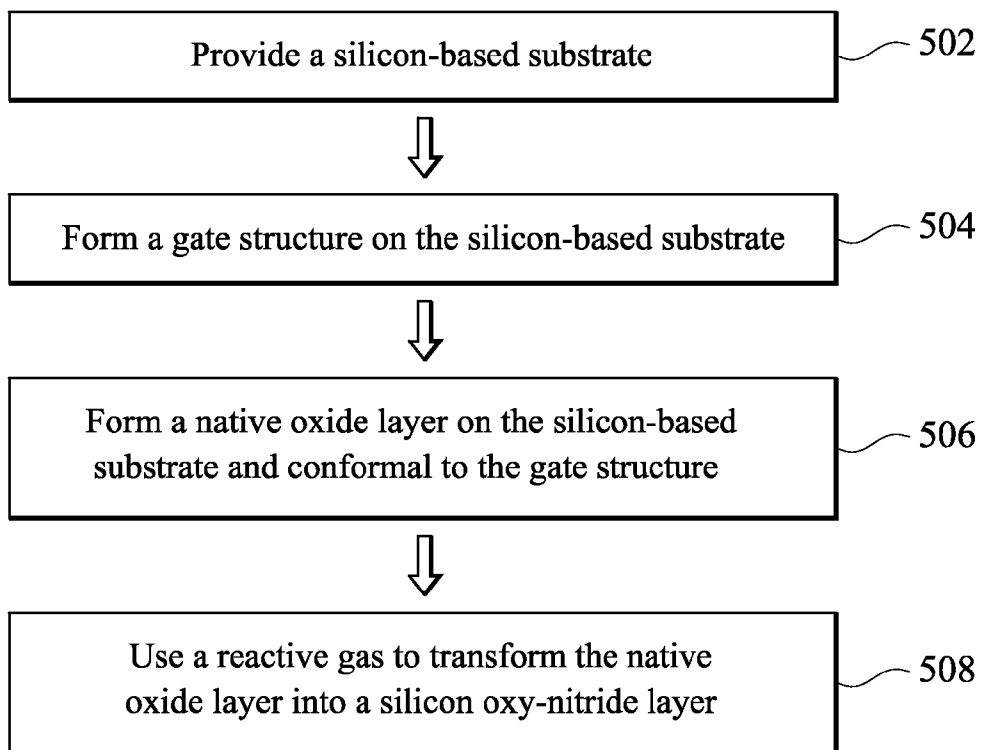 Provide a silicon-based substrate
502
Form a gate structure on the silicon-based substrate
504
Form a native oxide layer on the silicon-based
substrate and conformal to the gate structure
506
Use a reactive gas to transform the native
oxide layer into a silicon oxy-nitride layer
508